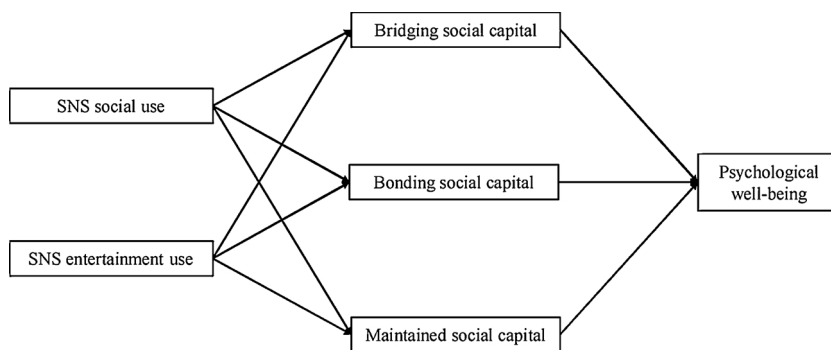 Bridging social capital
SNS social use
Bonding social capital
Psychological
well-being
SNS entertainment use
Maintained social capital